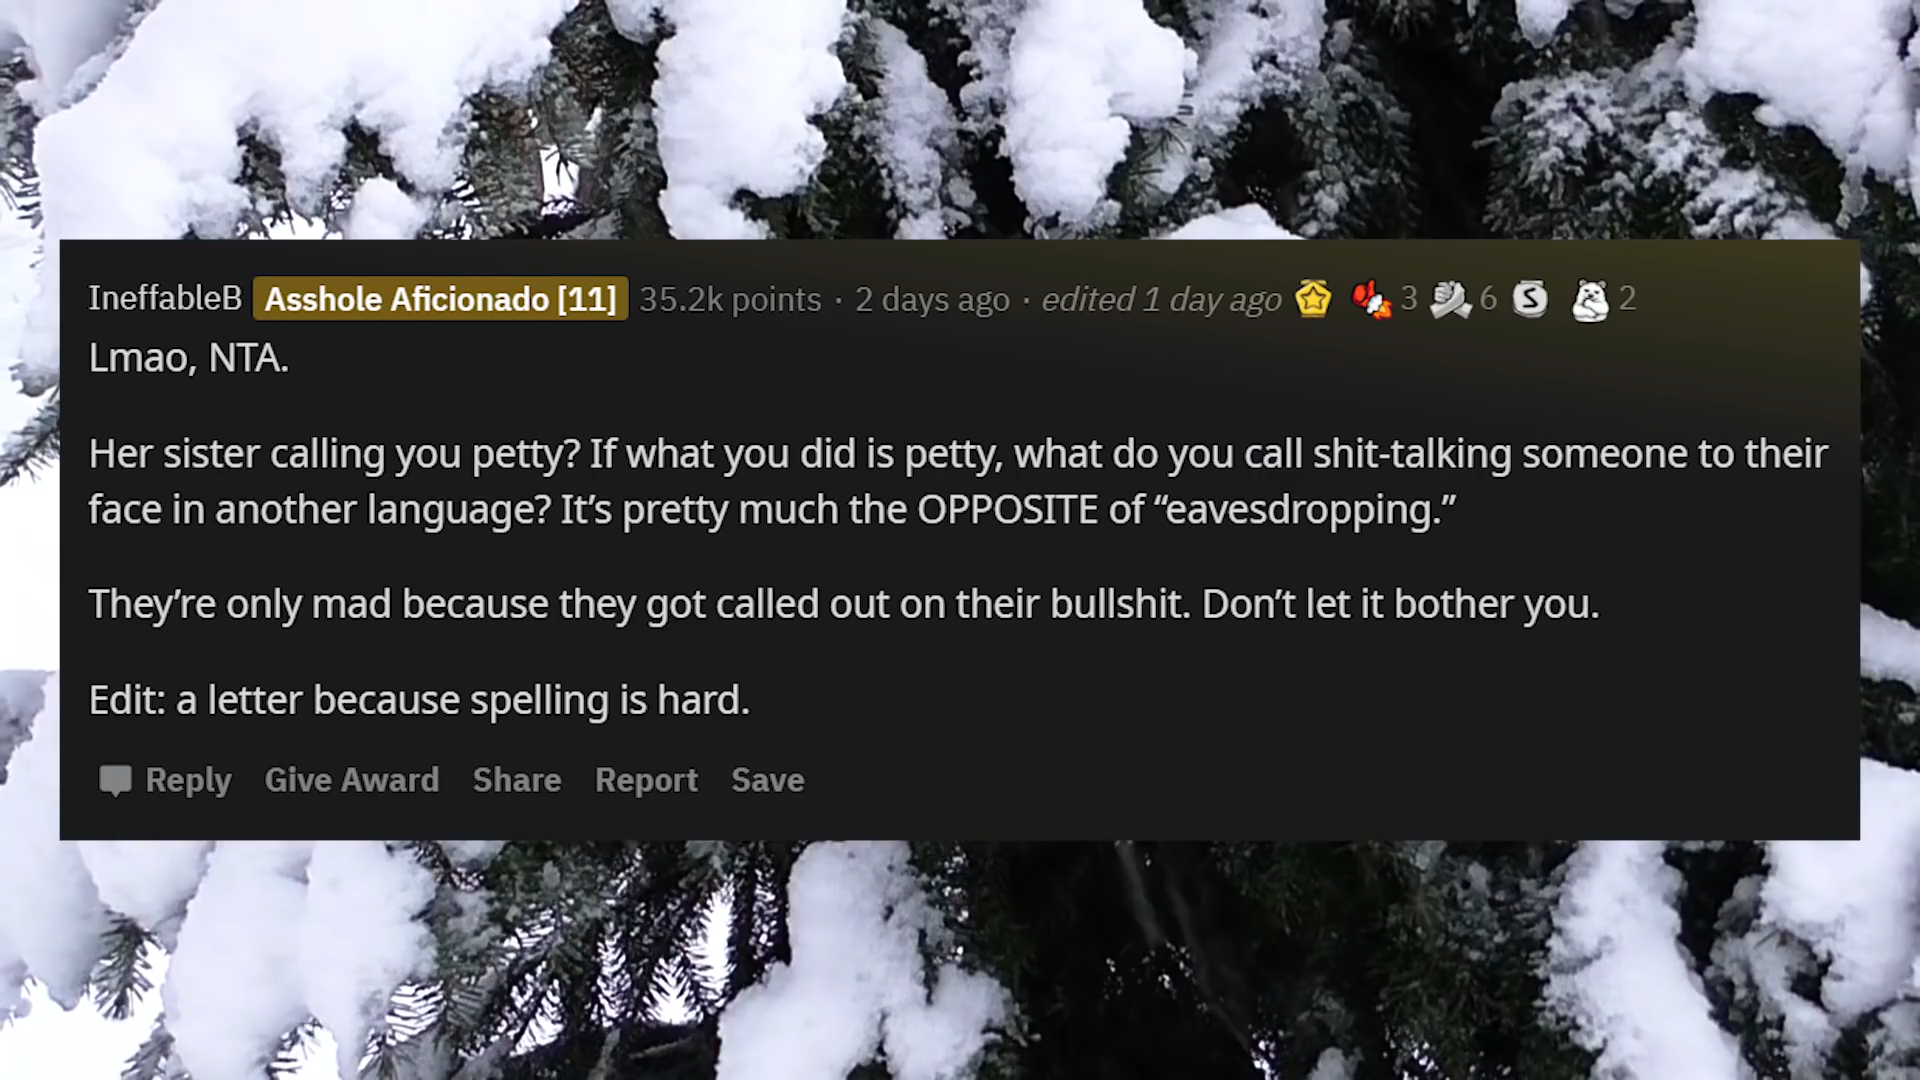 IneffableB Asshole Aficionado [11] 35.2k points · 2 days ago · edited 1 day ago 3 6 S 2
Lmao, NTA.
Her sister calling you petty? If what you did is petty, what do you call shit-talking someone to their
face in another language? It’s pretty much the OPPOSITE of “eavesdropping.”
They’re only mad because they got called out on their bullshit. Don’t let it bother you.
Edit: a letter because spelling is hard.
Reply Give Award Share Report Save